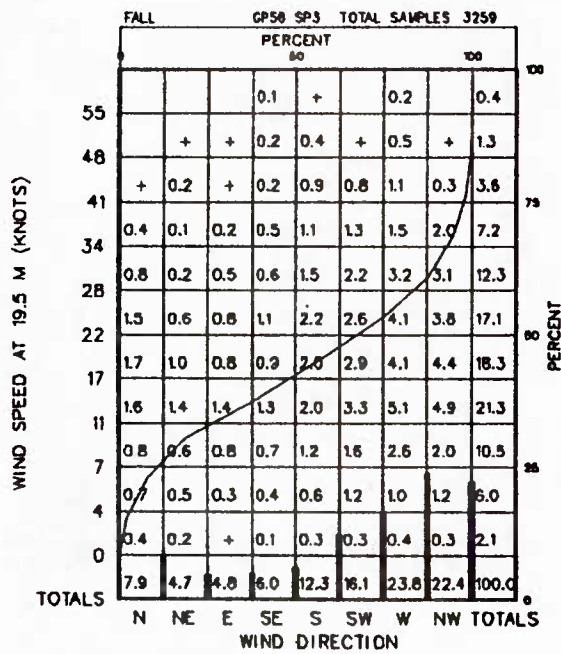 FALL GPS8 SP3 TOTAL SAMPLES 3259
PERCENT
0 50 100
100
0.1 + 0.2 0.4
55
+ + 0.2 0.4 + 0.5 + 1.3
48
+ 0.2 + 0.2 0.9 0.8 1.1 0.3 3.6
41
75
0.4 0.1 0.2 0.5 1.1 1.3 1.5 2.0 7.2
34
0.8 0.2 0.5 0.6 1.5 2.2 3.2 3.1 12.3
28
1.5 0.6 0.8 1.1 2.2 2.6 4.1 3.8 17.1
22
1.7 1.0 0.8 0.9 2.6 2.9 4.1 4.4 18.3
17
1.6 1.4 1.4 1.3 2.0 3.3 5.1 4.9 21.3
11
0.8 0.6 0.8 0.7 1.2 1.6 2.6 2.0 10.5
7
25
0.7 0.5 0.3 0.4 0.6 1.2 1.0 1.2 6.0
4
0.4 0.2 + 0.1 0.3 0.3 0.4 0.3 2.1
0
7.9 4.7 4.8 6.0 12.3 16.1 23.8 22.4 100.0
TOTALS 0
N NE E SE S SW W NW TOTALS
WIND DIRECTION
WIND SPEED AT 19.5 M (KNOTS)
PERCENT